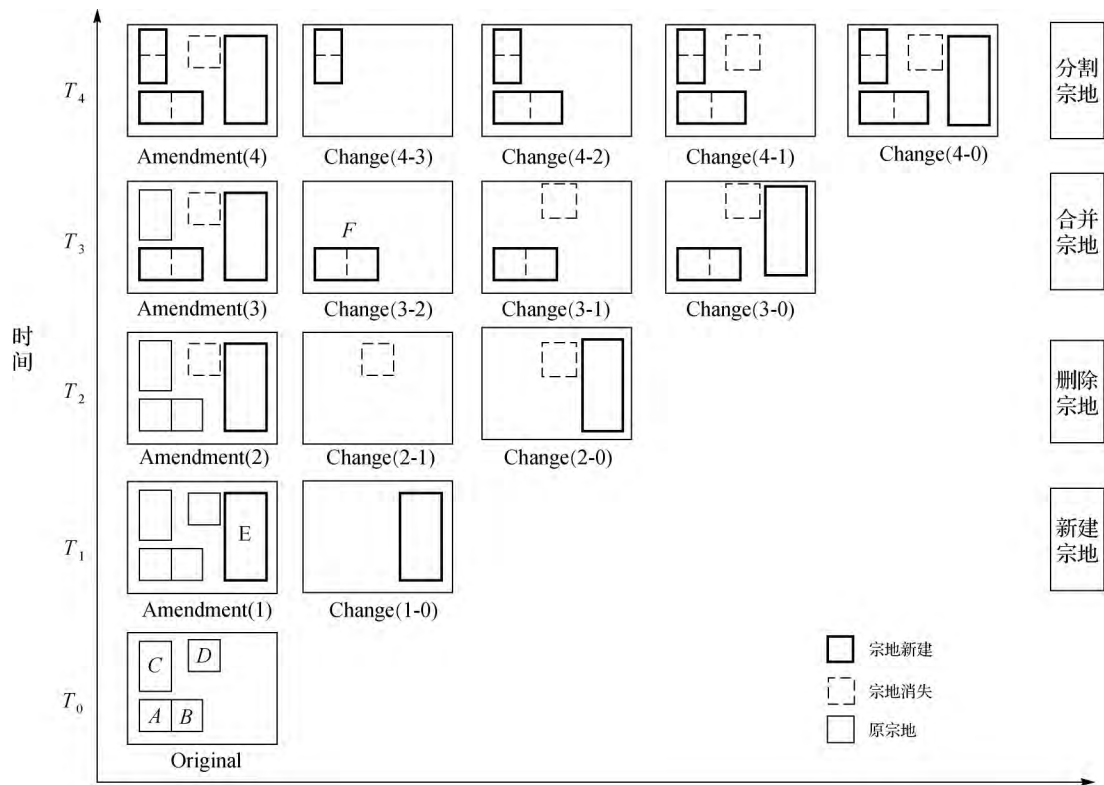 T4
Amendment(4)
Change(4-3)
Change(4-2)
Change(4-1)
Change(4-0)
分割
宗地
T3
F
Amendment(3)
Change(3-2)
Change(3-1)
Change(3-0)
合并
宗地
时
间
T2
Amendment(2)
Change(2-1)
Change(2-0)
删除
宗地
T1
E
Amendment(1)
Change(1-0)
新建
宗地
T0
C
D
A B
Original
宗地新建
宗地消失
原宗地